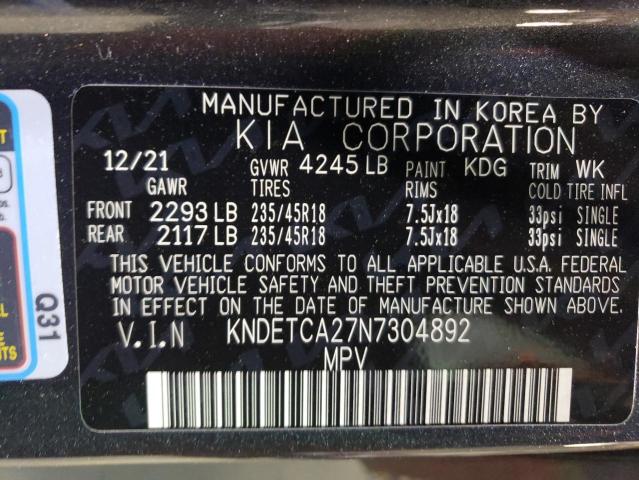 MANUFACTURED IN KOREA BY
KIA CORPORATION
12/21 GVWR 4245 LB PAINT KDG TRIM WK
GAWR TIRES RIMS COLD TIRE INFL
FRONT 2293 LB 235/45R18 7.5Jx18 33psi SINGLE
REAR 2117 LB 235/45R18 7.5Jx18 33psi SINGLE
THIS VEHICLE CONFORMS TO ALL APPLICABLE U.S.A. FEDERAL
MOTOR VEHICLE SAFETY AND THEFT PREVENTION STANDARDS
IN EFFECT ON THE DATE OF MANUFACTURE SHOWN ABOVE.
V.I.N KNDETCA27N7304892
MPV
Q31